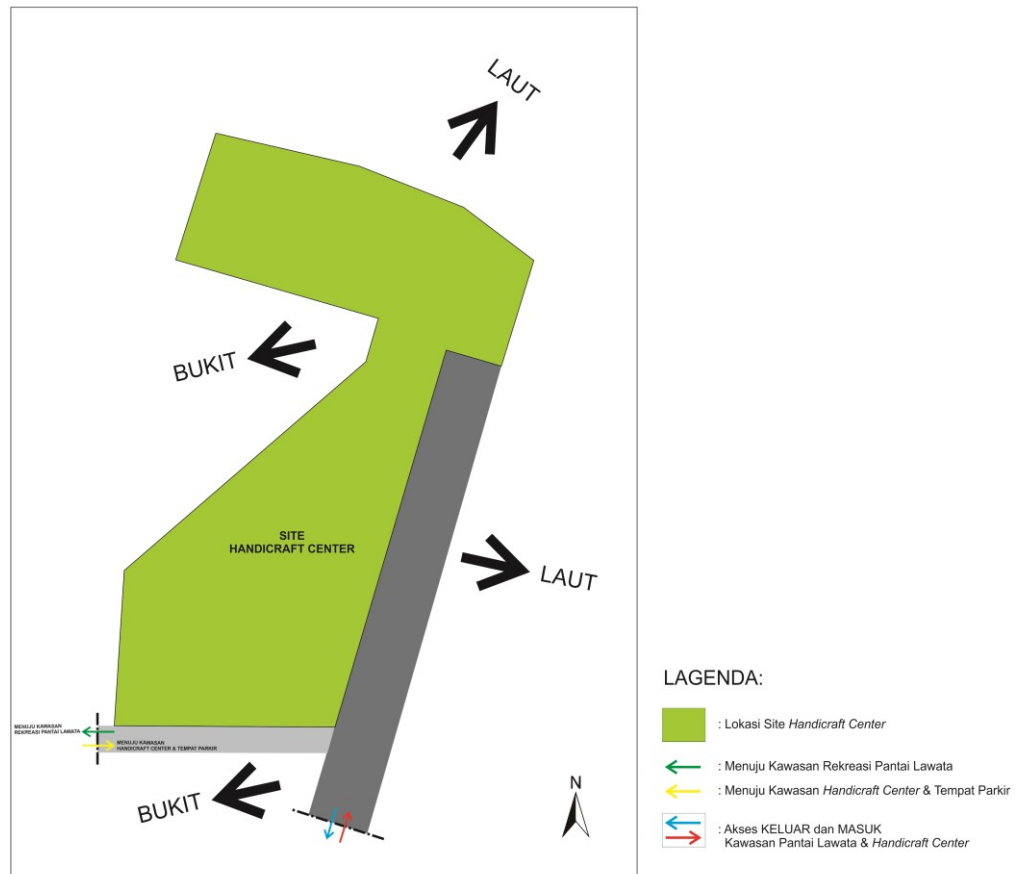 LAUT
BUKIT
SITE
HANDICRAFT CENTER
LAUT
MENUJU KAWASAN
REKREASI PANTAI LAWATA
MENUJU KAWASAN
HANDICRAFT CENTER & TEMPAT PARKIR
BUKIT
N
LAGENDA:
: Lokasi Site Handicraft Center
: Menuju Kawasan Rekreasi Pantai Lawata
: Menuju Kawasan Handicraft Center & Tempat Parkir
: Akses KELUAR dan MASUK
Kawasan Pantai Lawata & Handicraft Center